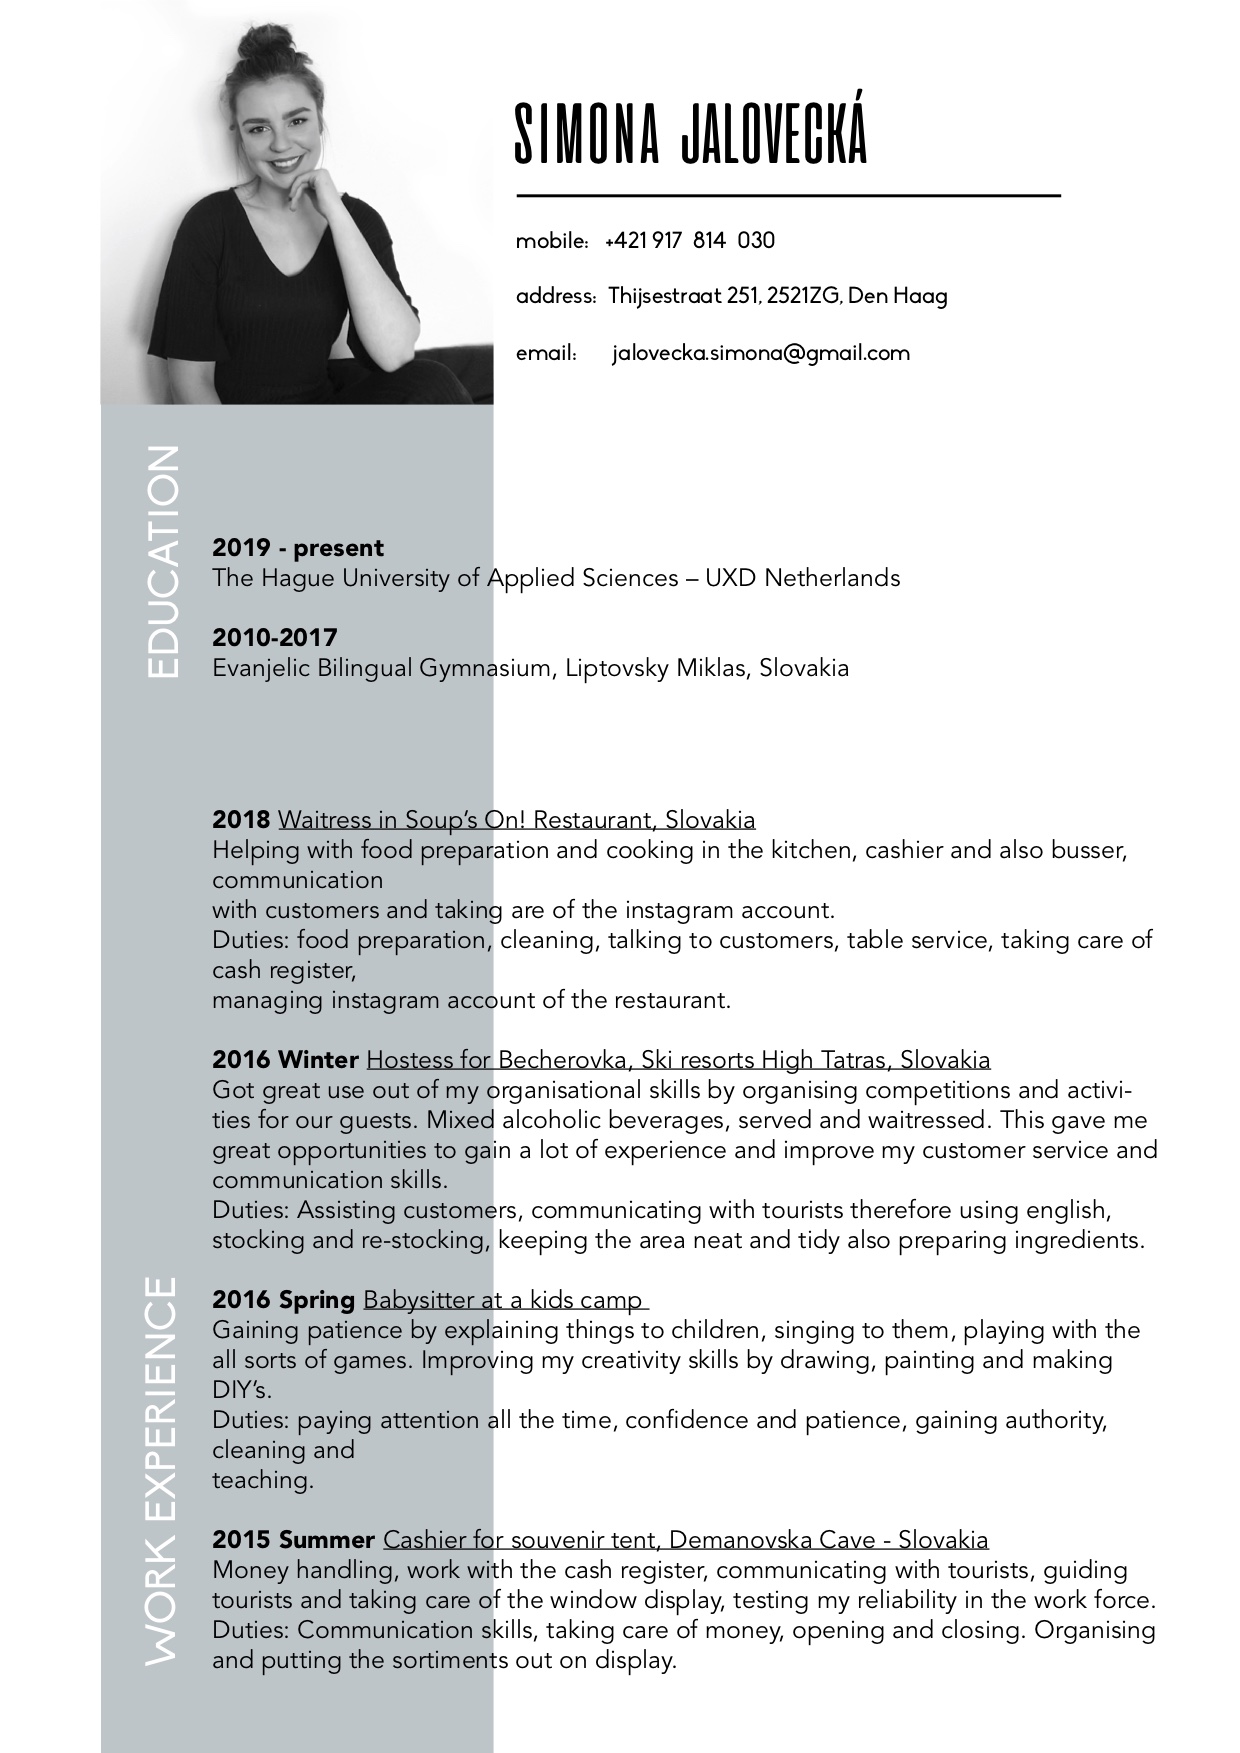 SIMONA JALOVECKÁ
mobile: +421 917 814 030
address: Thijsestraat 251, 2521ZG, Den Haag
email: jalovecka.simona@gmail.com
EDUCATION
2019 - present
The Hague University of Applied Sciences – UXD Netherlands
2010-2017
Evanjelic Bilingual Gymnasium, Liptovsky Miklas, Slovakia
WORK EXPERIENCE
2018 Waitress in Soup’s On! Restaurant, Slovakia
Helping with food preparation and cooking in the kitchen, cashier and also busser,
communication
with customers and taking are of the instagram account.
Duties: food preparation, cleaning, talking to customers, table service, taking care of
cash register,
managing instagram account of the restaurant.
2016 Winter Hostess for Becherovka, Ski resorts High Tatras, Slovakia
Got great use out of my organisational skills by organising competitions and activi-
ties for our guests. Mixed alcoholic beverages, served and waitressed. This gave me
great opportunities to gain a lot of experience and improve my customer service and
communication skills.
Duties: Assisting customers, communicating with tourists therefore using english,
stocking and re-stocking, keeping the area neat and tidy also preparing ingredients.
2016 Spring Babysitter at a kids camp
Gaining patience by explaining things to children, singing to them, playing with the
all sorts of games. Improving my creativity skills by drawing, painting and making
DIY’s.
Duties: paying attention all the time, confidence and patience, gaining authority,
cleaning and
teaching.
2015 Summer Cashier for souvenir tent, Demanovska Cave - Slovakia
Money handling, work with the cash register, communicating with tourists, guiding
tourists and taking care of the window display, testing my reliability in the work force.
Duties: Communication skills, taking care of money, opening and closing. Organising
and putting the sortiments out on display.